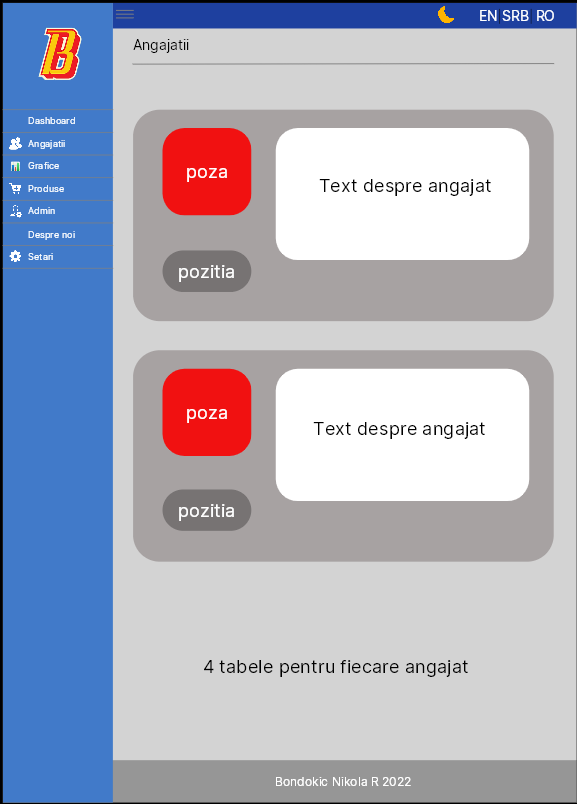 B
EN SRB RO
Dashboard
Angajatii
Grafice
Produse
Admin
Despre noi
Setari
Angajatii
poza
Text despre angajat
pozitia
poza
Text despre angajat
pozitia
4 tabele pentru fiecare angajat
Bondokic Nikola R 2022